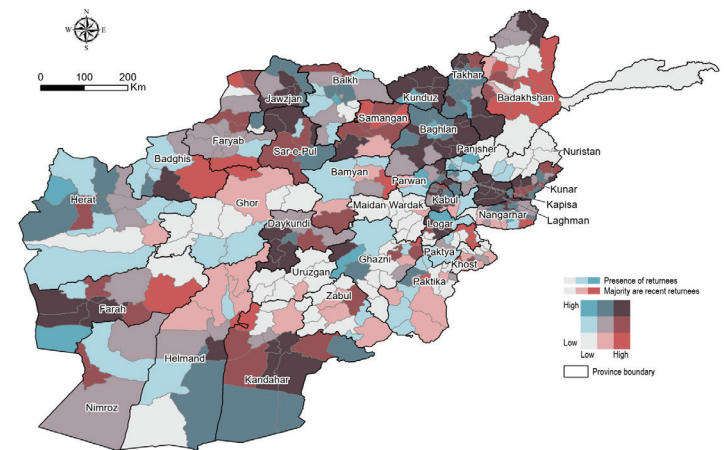 N
W E
S
0 100 200
Km
Balkh
Takhar
Jawzjan
Kunduz
Badakhshan
Samangan
Baghlan
Faryab
Sar-e-Pul
Panjsher
Badghis
Nuristan
Bamyan
Parwan
Herat
Kunar
Ghor
Maidan Wardak
Kabul
Kapisa
Nangarhar
Daykundi
Logar
Laghman
Ghazni
Paktya
Uruzgan
Khost
Presence of returnees
Paktika
Majority are recent returnees
Zabul
High
Farah
Low
Low High
Helmand
Province boundary
Kandahar
Nimroz